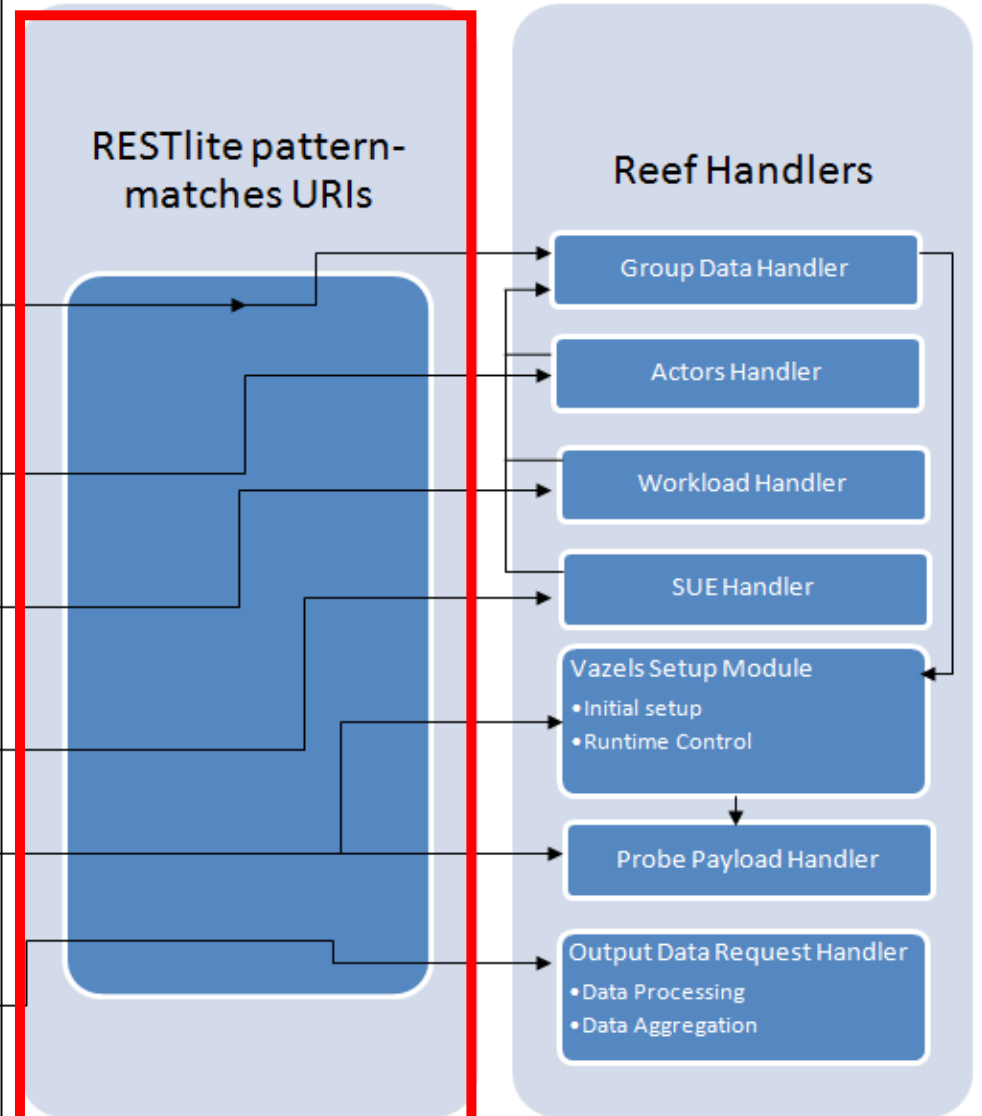 RESTlite pattern-
matches URIs
Reef Handlers
Group Data Handler
Actors Handler
Workload Handler
SUE Handler
Vazels Setup Module
•Initial setup
•Runtime Control
Probe Payload Handler
Output Data Request Handler
•Data Processing
•Data Aggregation